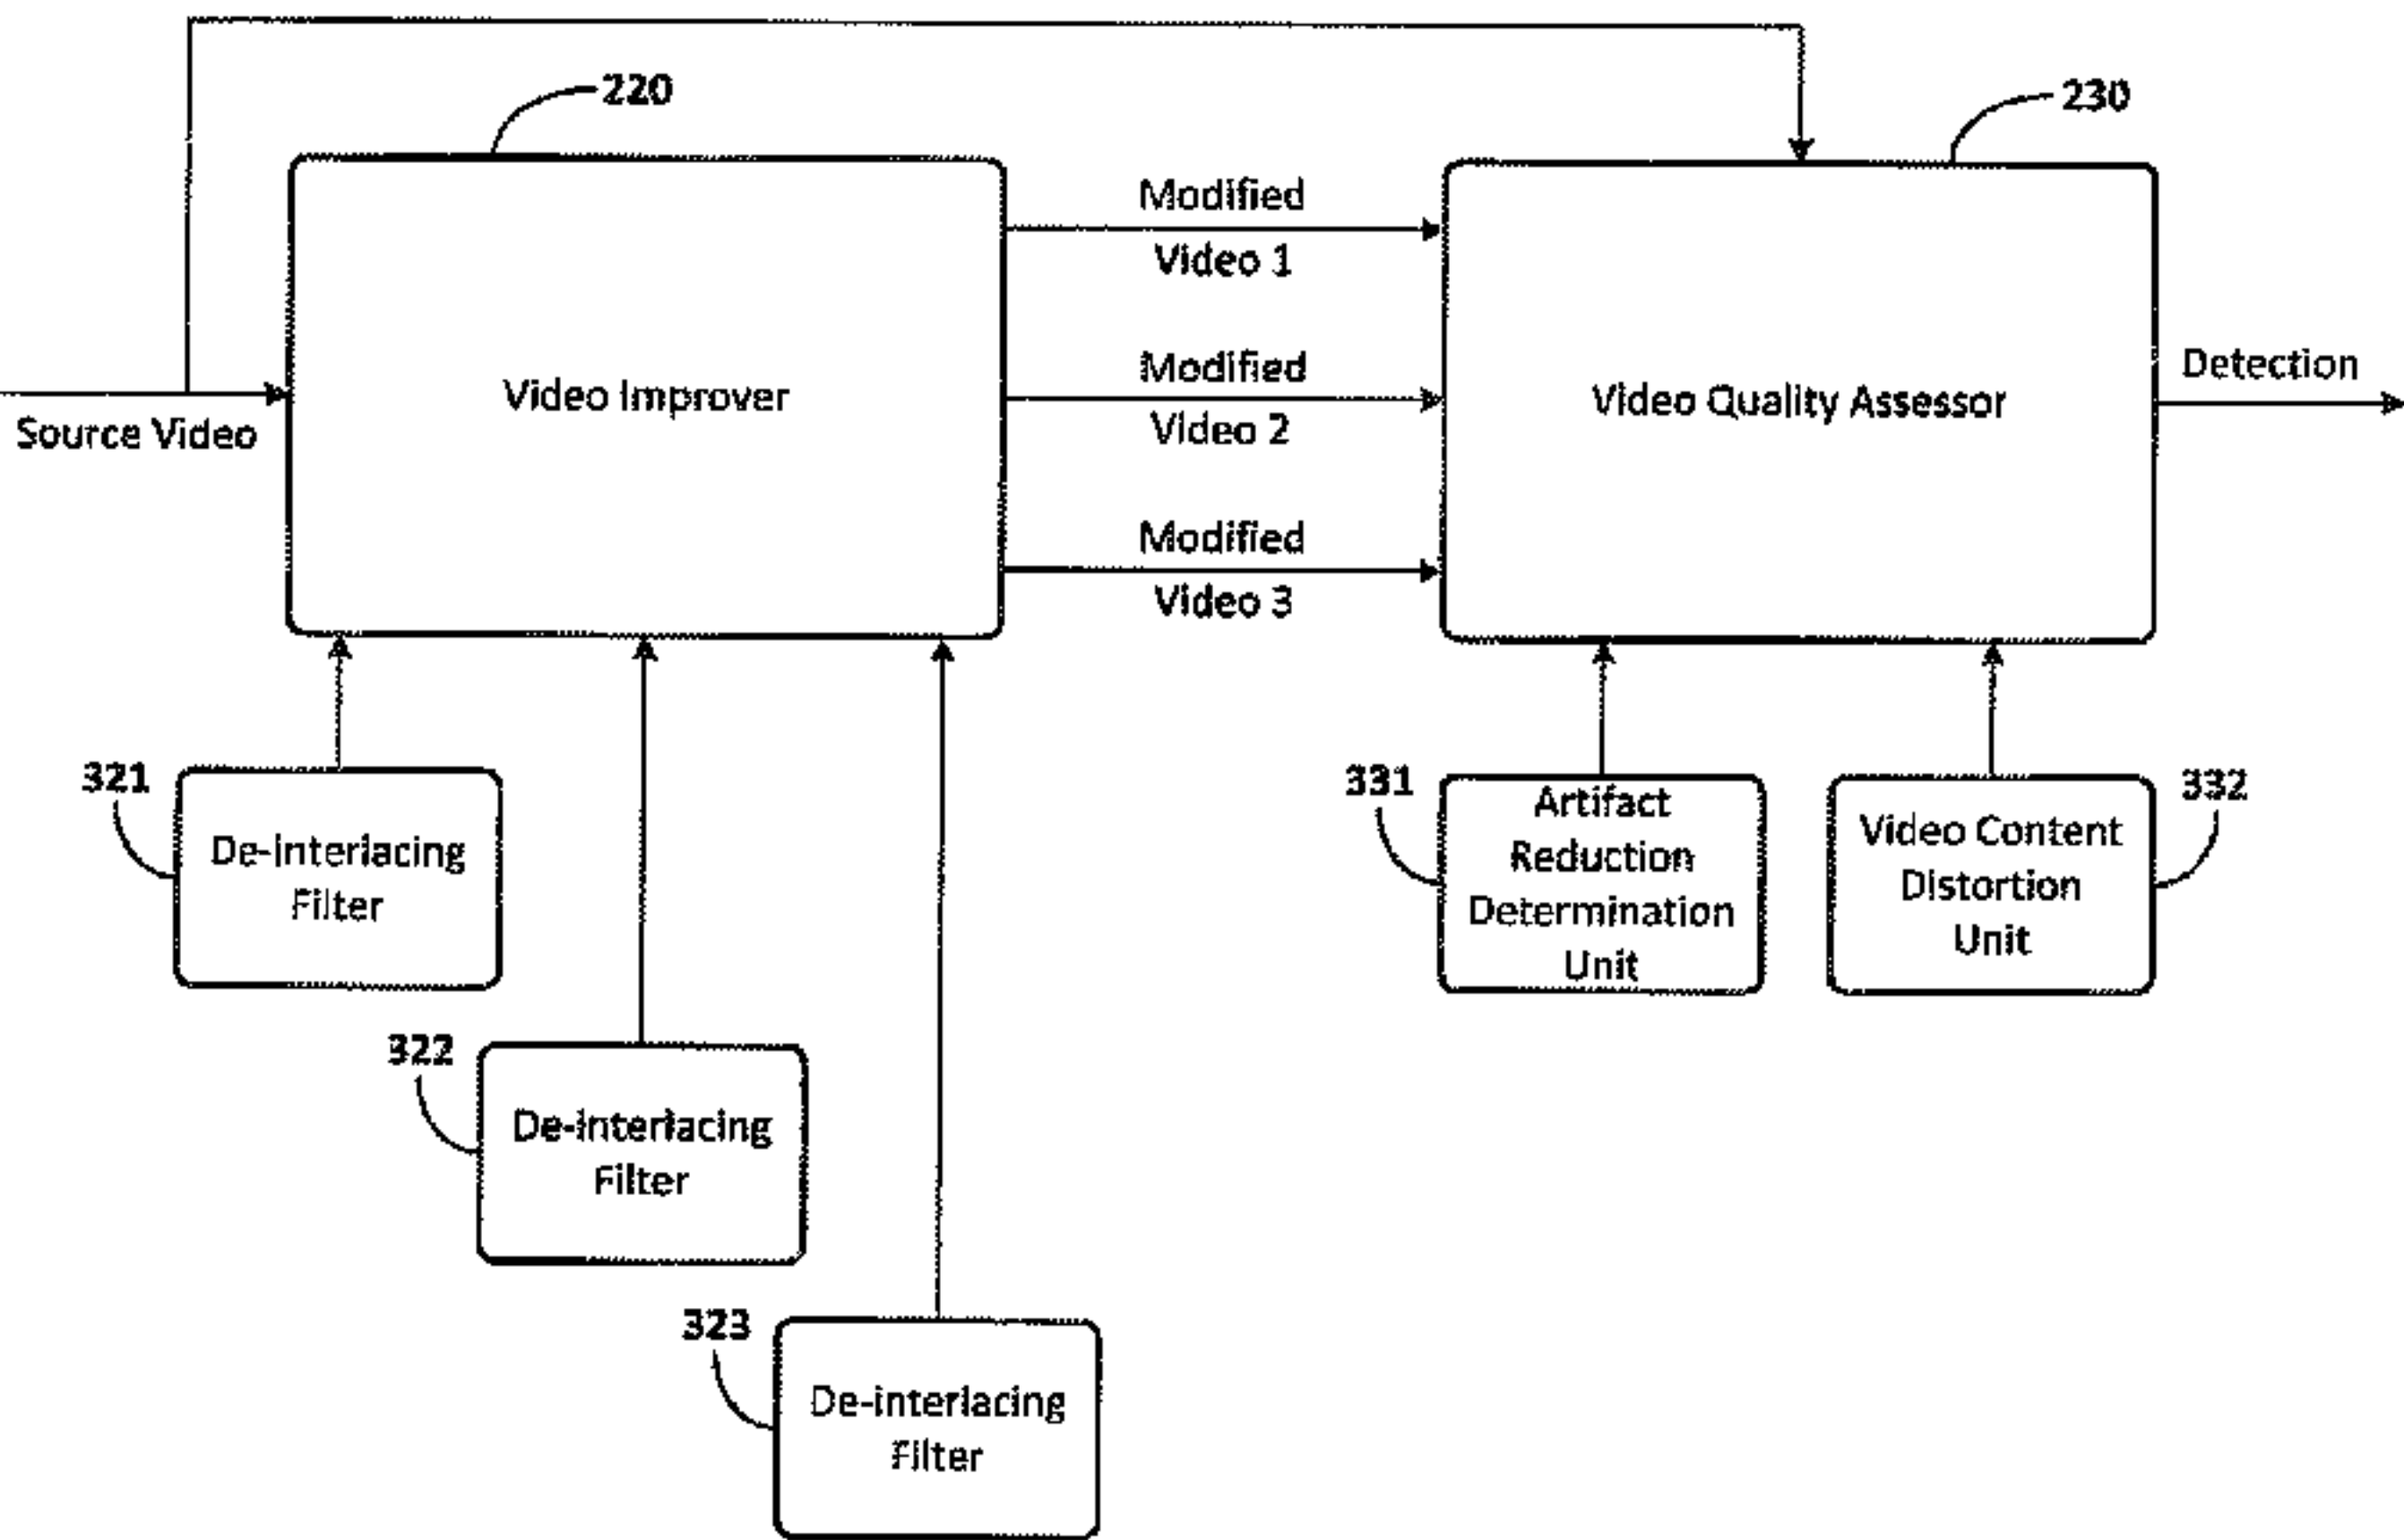 220
230
Modified
Video 1
Video Improver
Modified
Video 2
Video Quality Assessor
Detection
Source Video
Modified
Video 3
321
De-interlacing
Filter
331
Artifact
Reduction
Determination
Unit
332
Video Content
Distortion
Unit
322
De-interlacing
Filter
323
De-interlacing
Filter